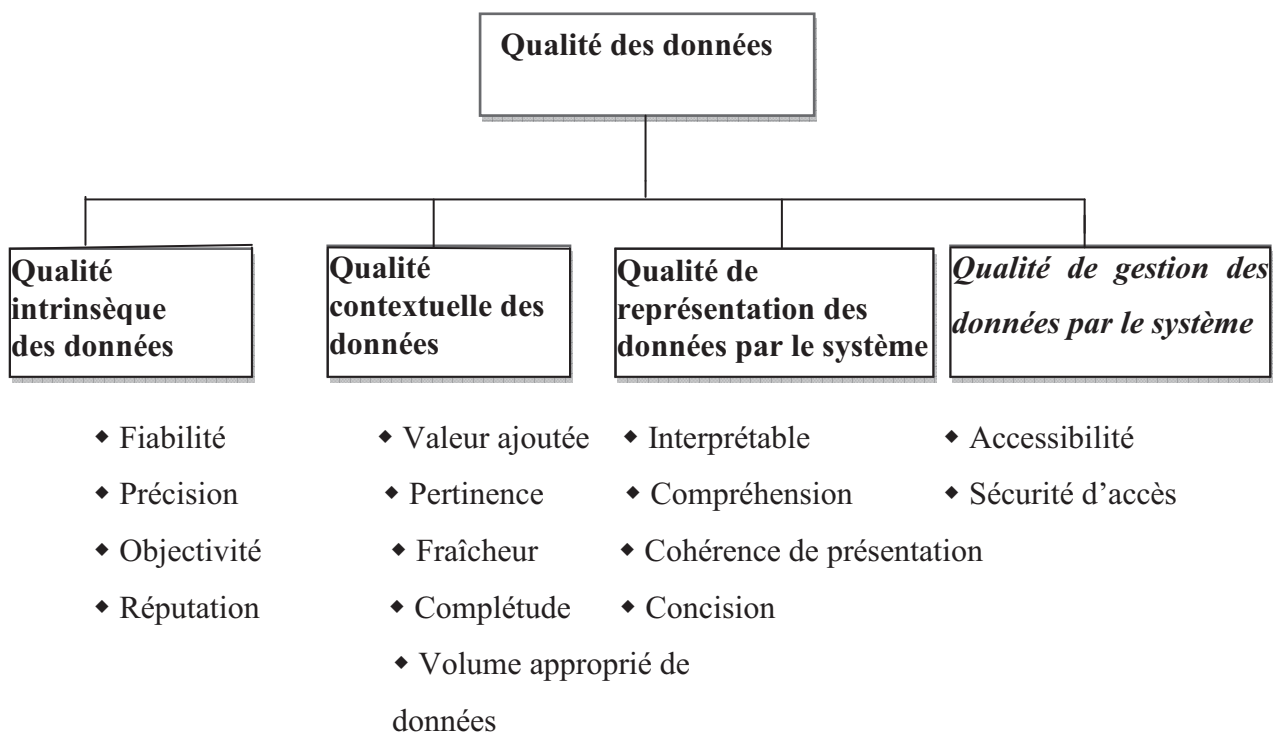 Qualité des données
Qualité
intrinsèque
des données
Qualité
contextuelle des
données
Qualité de
représentation des
données par le système
Qualité de gestion des
données par le système
◆ Fiabilité
◆ Précision
◆ Objectivité
◆ Réputation
◆ Valeur ajoutée
◆ Pertinence
◆ Fraîcheur
◆ Complétude
◆ Volume approprié de
données
◆ Interprétable
◆ Compréhension
◆ Cohérence de présentation
◆ Concision
◆ Accessibilité
◆ Sécurité d’accès